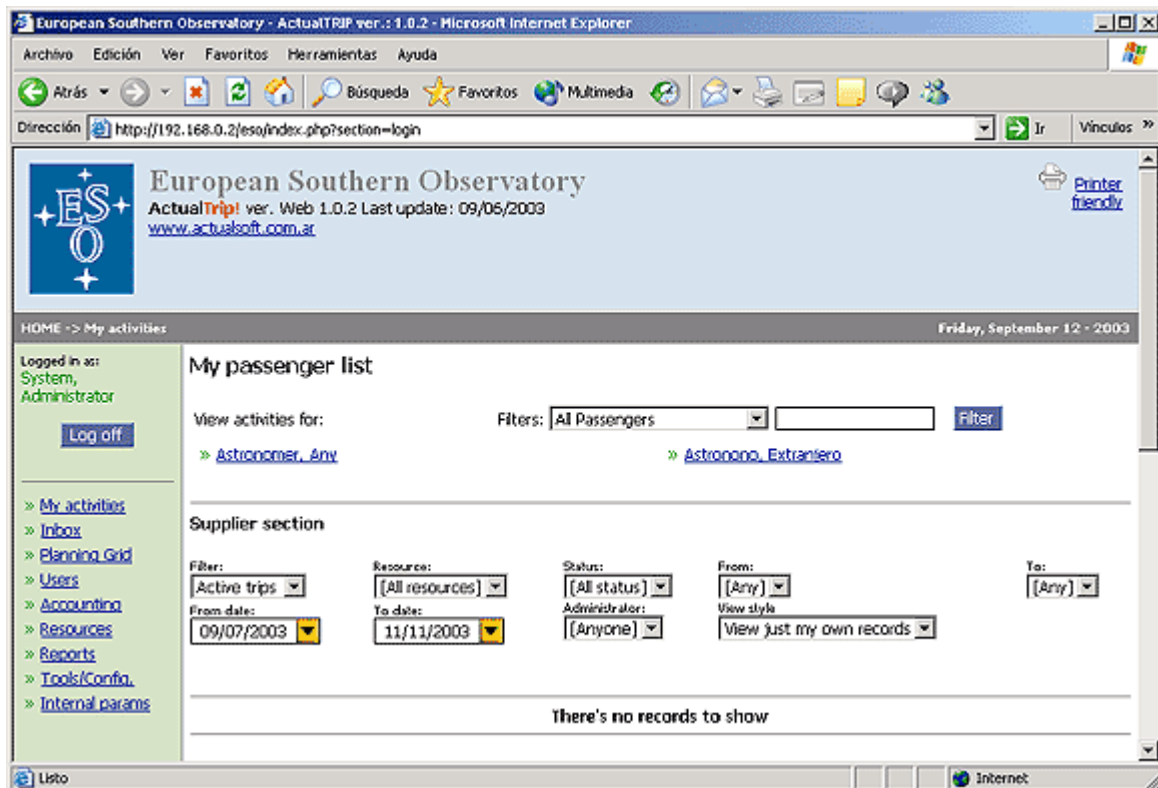 European Southern Observatory - ActualTRIP ver.: 1.0.2 - Microsoft Internet Explorer
Archivo Edición Ver Favoritos Herramientas Ayuda
Atrás Búsqueda Favoritos Multimedia
Dirección http://192.168.0.2/eso/index.php?section=login Ir Vínculos »
ESO
European Southern Observatory
ActualTrip! ver. Web 1.0.2 Last update: 09/06/2003
www.actualsoft.com.ar
Printer
friendly
HOME -> My activities Friday, September 12 - 2003
Logged in as:
System,
Administrator
Log off
» My activities
» Inbox
» Planning Grid
» Users
» Accounting
» Resources
» Reports
» Tools/Config.
» Internal params
My passenger list
View activities for: Filters: All Passengers Filter
» Astronomer, Any » Astronono, Extranjero
Supplier section
Filter: Resource: Status: From: To:
Active trips [All resources] [All status] [Any] [Any]
From date: To date: Administrator: View style
09/07/2003 11/11/2003 [Anyone] View just my own records
There's no records to show
Listo Internet